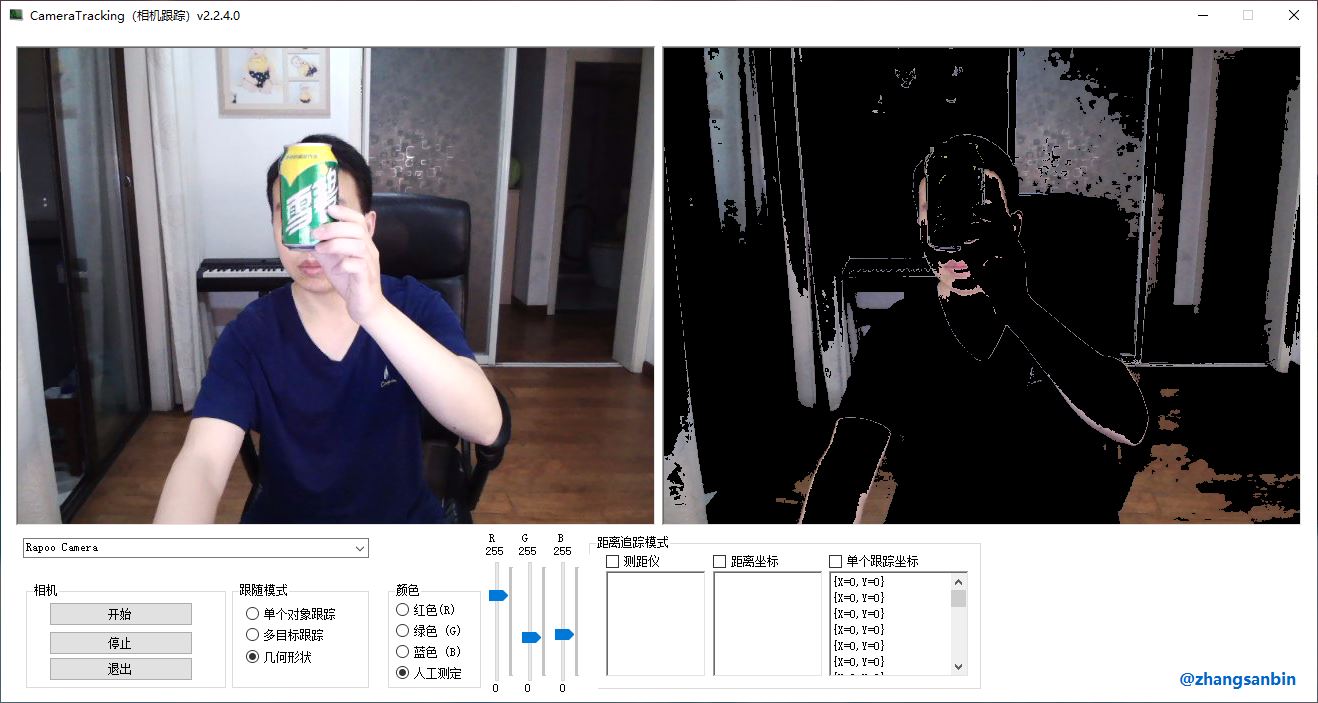 CameraTracking（相机跟踪）v2.2.4.0
雪碧
Rapoo Camera
相机
开始
停止
退出
跟随模式
单个对象跟踪
多目标跟踪
几何形状
颜色
红色(R)
绿色 (G)
蓝色 (B)
人工测定
R G B
255 255 255
0 0 0
距离追踪模式
测距仪
距离坐标
单个跟踪坐标
{X=0,Y=0}
{X=0,Y=0}
{X=0,Y=0}
{X=0,Y=0}
{X=0,Y=0}
{X=0,Y=0}
@zhangsanbin